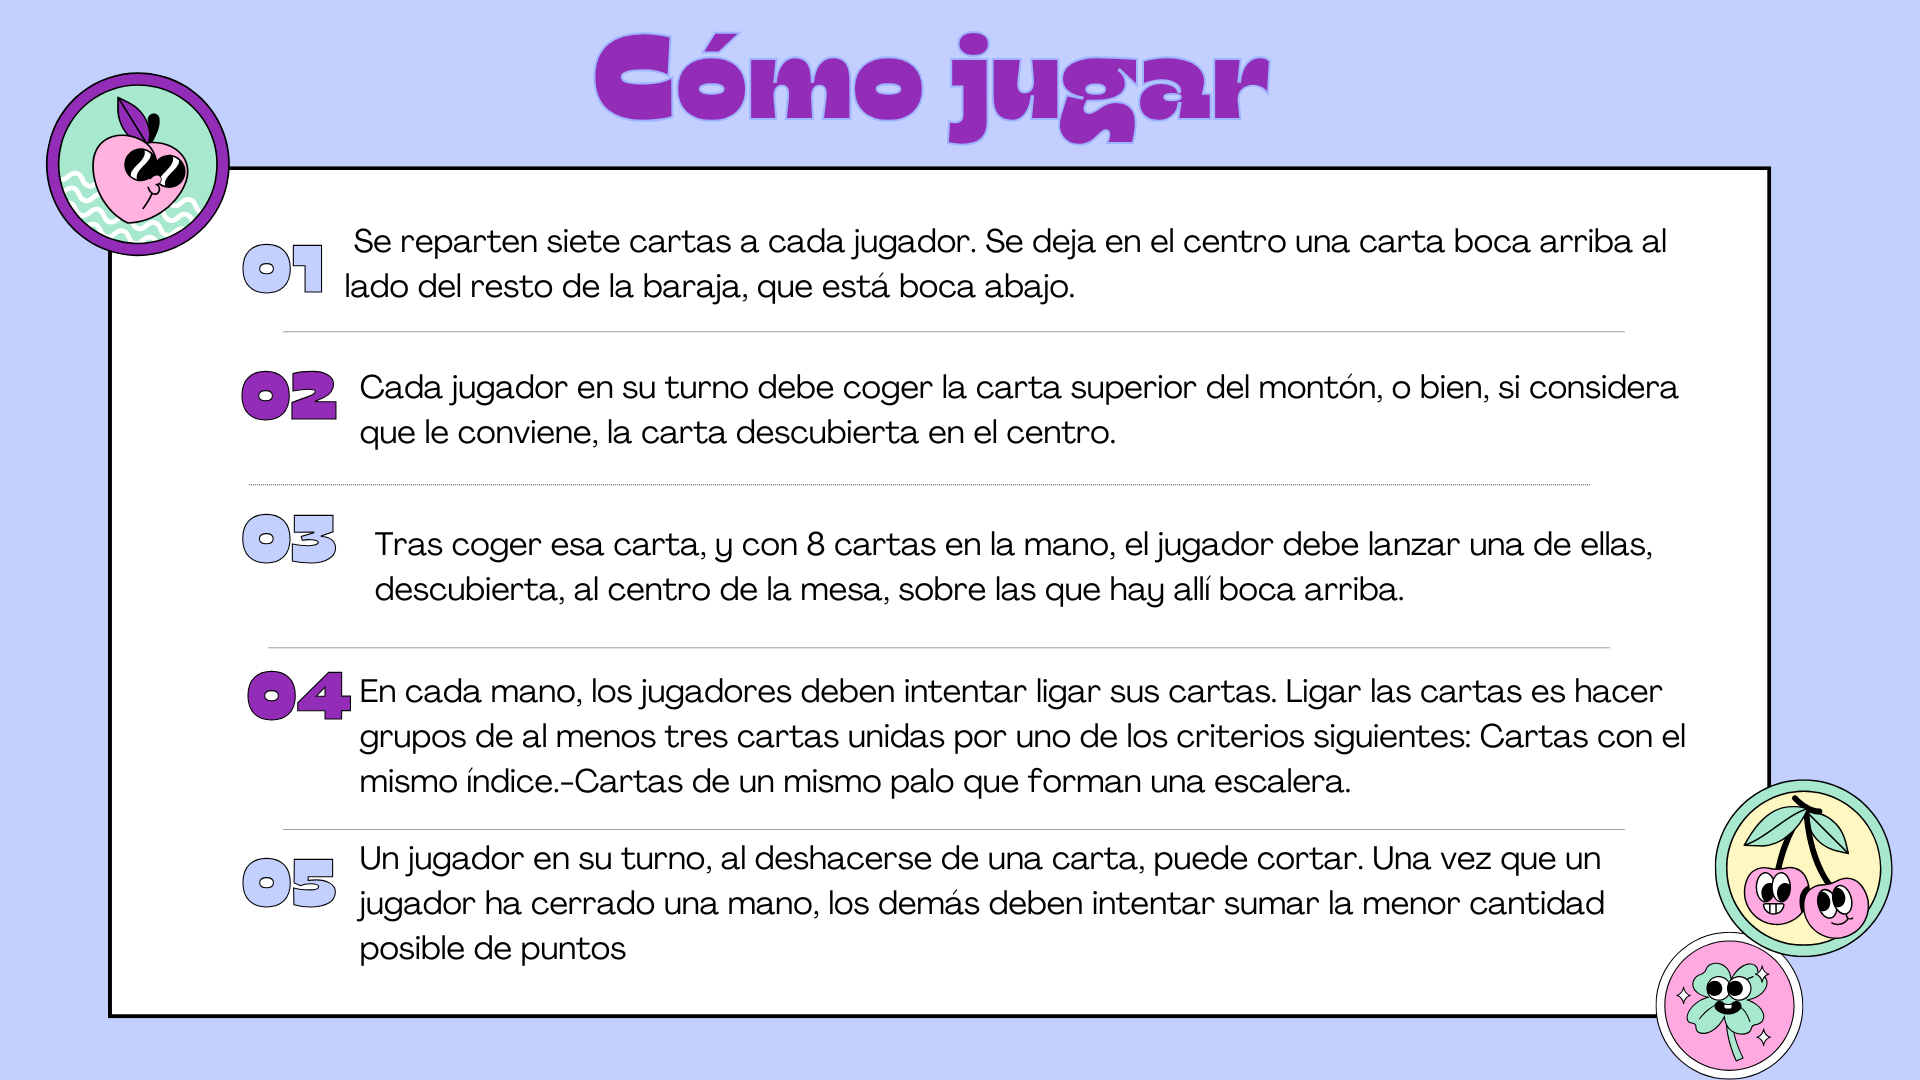 Cómo jugar
01
Se reparten siete cartas a cada jugador. Se deja en el centro una carta boca arriba al
lado del resto de la baraja, que está boca abajo.
02
Cada jugador en su turno debe coger la carta superior del montón, o bien, si considera
que le conviene, la carta descubierta en el centro.
03
Tras coger esa carta, y con 8 cartas en la mano, el jugador debe lanzar una de ellas,
descubierta, al centro de la mesa, sobre las que hay allí boca arriba.
04
En cada mano, los jugadores deben intentar ligar sus cartas. Ligar las cartas es hacer
grupos de al menos tres cartas unidas por uno de los criterios siguientes: Cartas con el
mismo índice.-Cartas de un mismo palo que forman una escalera.
05
Un jugador en su turno, al deshacerse de una carta, puede cortar. Una vez que un
jugador ha cerrado una mano, los demás deben intentar sumar la menor cantidad
posible de puntos